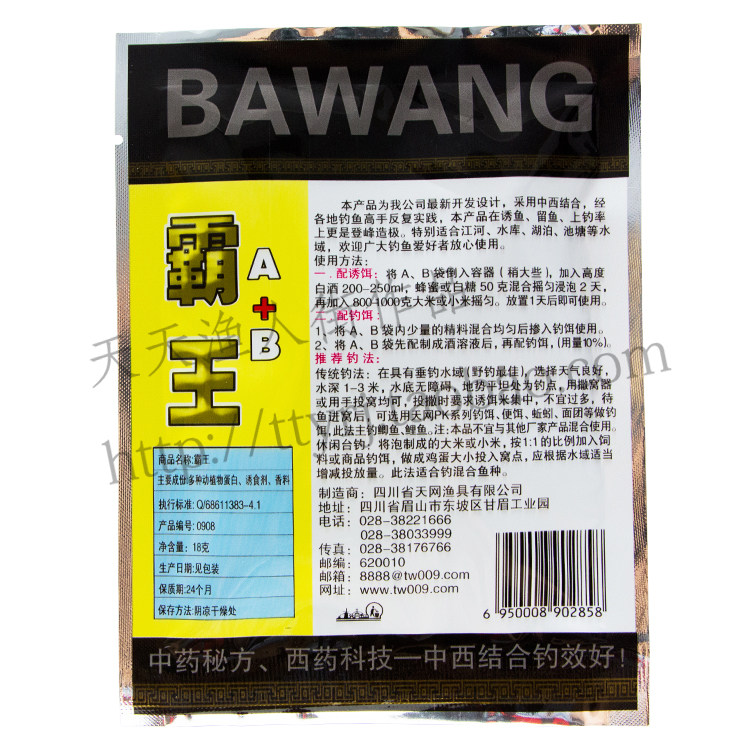 BAWANG
霸王
A+B
本产品为我公司最新开发设计，采用中西结合，经
各地钓鱼高手反复实践，本产品在诱鱼、留鱼、上钓率
上更是登峰造极。特别适合江河、水库、湖泊、池塘等水
域，欢迎广大钓鱼爱好者放心使用。
使用方法：
一．配诱饵：将 A、B 袋倒入容器（稍大些），加入高度
白酒 200-250ml，蜂蜜或白糖 50 克混合摇匀浸泡 2 天，
再加入 800-1000克大米或小米摇匀。放置1天后即可使用。
二．配钓饵：
1、将 A、B 袋内少量的精料混合均匀后掺入钓饵使用。
2、将 A、B 袋先配制成酒溶液后，再配钓饵，(用量10%)。
推荐钓法：
传统钓法：在具有垂钓水域(野钓最佳)，选择天气良好，
水深 1-3 米，水底无障碍，地势平坦处为钓点，用撒窝器
或用手投窝均可，投撒时要求诱饵米集中，不宜过多，待
鱼进窝后，可选用天网PK系列钓饵、便饵、蚯蚓、面团等做钓
饵,此法主钓鲫鱼、鲤鱼。注:本品不宜与其他厂家产品混合使用。
休闲台钓：将泡制成的大米或小米，按1:1的比例加入饲
料或商品钓饵，做成鸡蛋大小投入窝点，应根据水域适当
增减投放量。此法适合钓混合鱼种。
商品名称:霸王
主要成份:多种动植物蛋白、诱食剂、香料
执行标准: Q/68611383-4.1
产品编号: 0908
净含量: 18克
生产日期:见包装
保质期:24个月
保存方法:阴凉干燥处
制造商：四川省天网渔具有限公司
地址：四川省眉山市东坡区甘眉工业园
电话：028-38221666
028-38033999
传真：028-38176766
邮编：620010
邮箱：8888@tw009.com
网址：www.tw009.com
6 950008 902858
中药秘方、西药科技—中西结合钓效好！